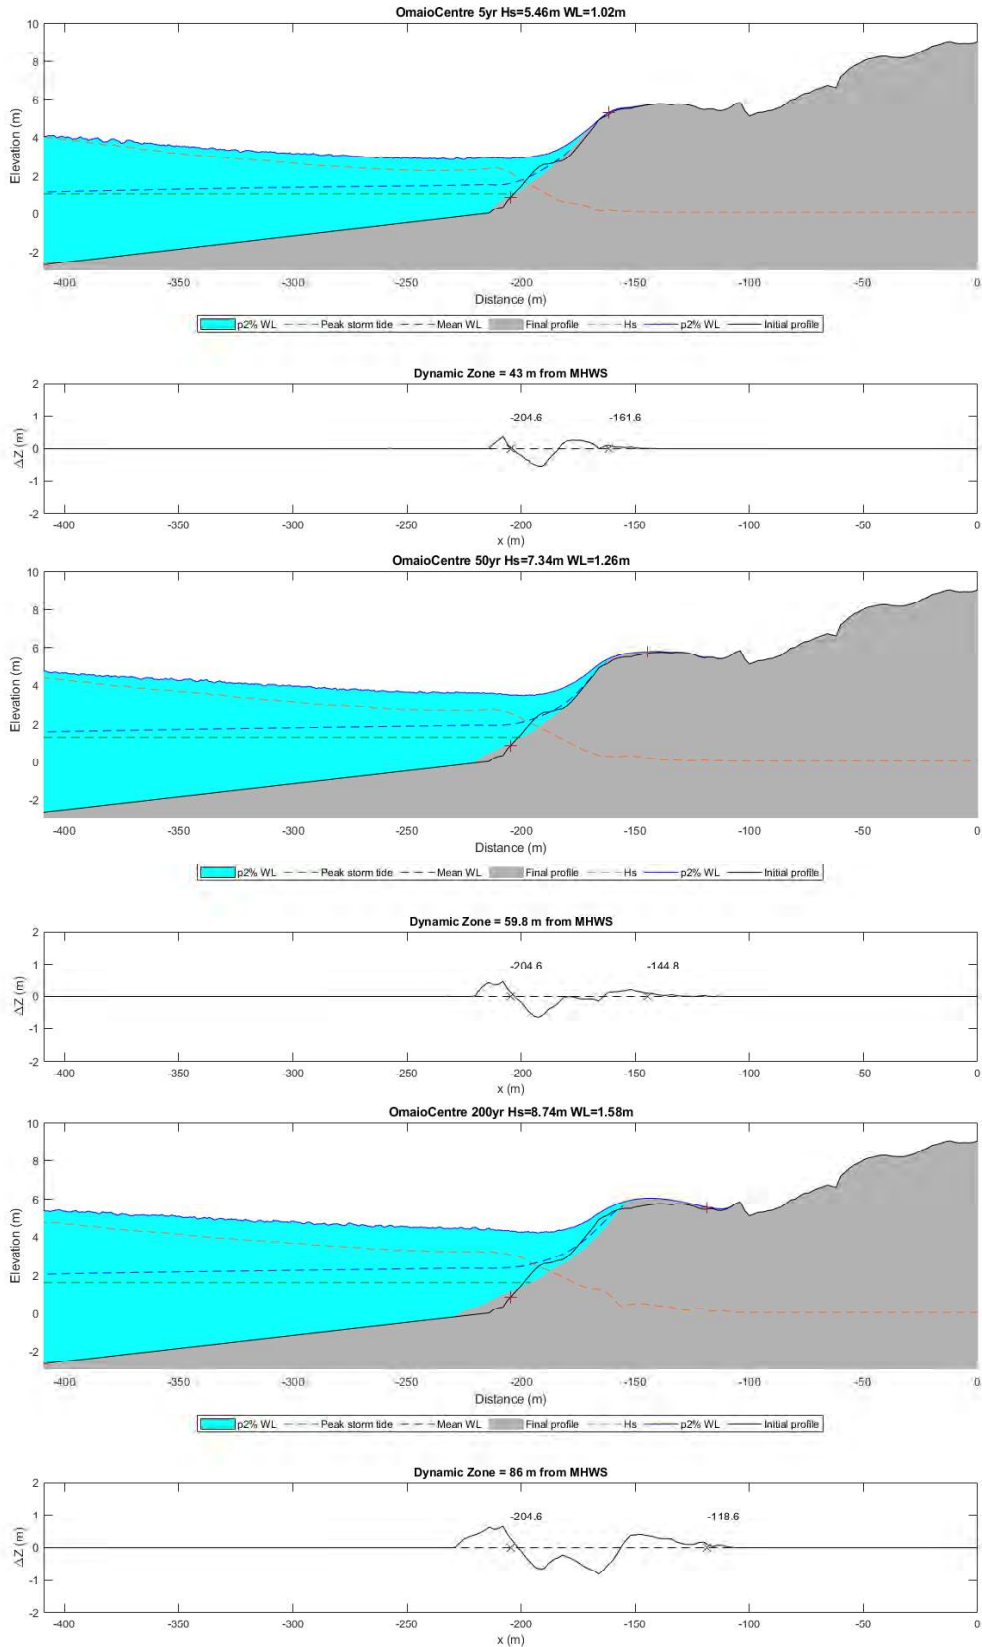 OmaioCentre 5yr Hs=5.46m WL=1.02m
10
8
6
4
2
0
-2
Elevation (m)
-400 -350 -300 -250 -200 -150 -100 -50 0
Distance (m)
p2% WL Peak storm tide Mean WL Final profile Hs p2% WL Initial profile
Dynamic Zone = 43 m from MHWS
2
1
0
-1
-2
ΔZ (m)
-204.6 -161.6
-400 -350 -300 -250 -200 -150 -100 -50 0
x (m)
OmaioCentre 50yr Hs=7.34m WL=1.26m
10
8
6
4
2
0
-2
Elevation (m)
-400 -350 -300 -250 -200 -150 -100 -50 0
Distance (m)
p2% WL Peak storm tide Mean WL Final profile Hs p2% WL Initial profile
Dynamic Zone = 59.8 m from MHWS
2
1
0
-1
-2
ΔZ (m)
-204.6 -144.8
-400 -350 -300 -250 -200 -150 -100 -50 0
x (m)
OmaioCentre 200yr Hs=8.74m WL=1.58m
10
8
6
4
2
0
-2
Elevation (m)
-400 -350 -300 -250 -200 -150 -100 -50 0
Distance (m)
p2% WL Peak storm tide Mean WL Final profile Hs p2% WL Initial profile
Dynamic Zone = 86 m from MHWS
2
1
0
-1
-2
ΔZ (m)
-204.6 -118.6
-400 -350 -300 -250 -200 -150 -100 -50 0
x (m)